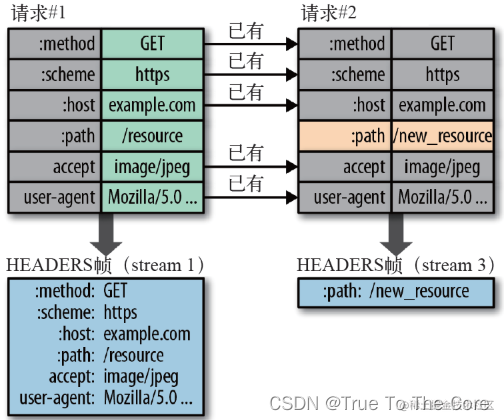 请求#1
请求#2
:method GET 已有 :method GET
:scheme https 已有 :scheme https
:host example.com 已有 :host example.com
:path /resource :path /new_resource
accept image/jpeg 已有 accept image/jpeg
user-agent Mozilla/5.0 ... 已有 user-agent Mozilla/5.0 ...
HEADERS帧（stream 1）
HEADERS帧（stream 3）
:method: GET
:scheme: https
:host: example.com
:path: /resource
accept: image/jpeg
user-agent: Mozilla/5.0 ...
:path: /new_resource
CSDN @True To The Core